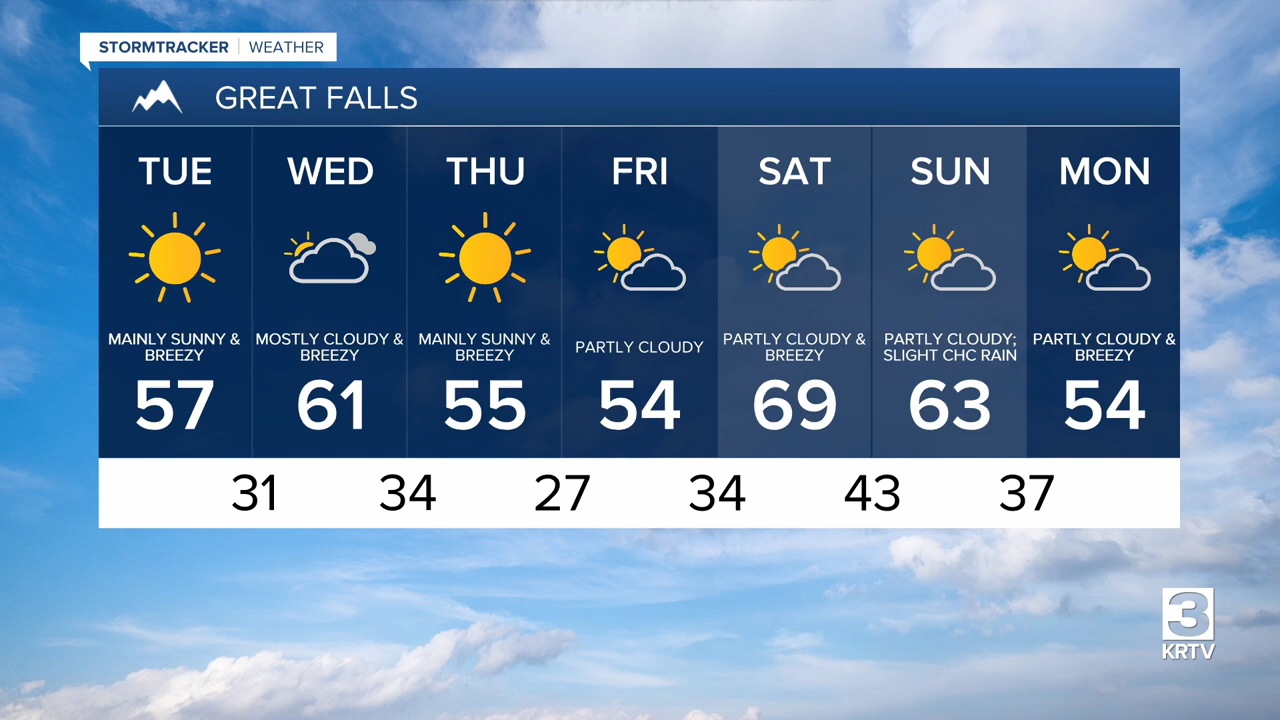 STORMTRACKER WEATHER
GREAT FALLS
TUE WED THU FRI SAT SUN MON
MAINLY SUNNY & BREEZY
MOSTLY CLOUDY & BREEZY
MAINLY SUNNY & BREEZY
PARTLY CLOUDY
PARTLY CLOUDY & BREEZY
PARTLY CLOUDY; SLIGHT CHC RAIN
PARTLY CLOUDY & BREEZY
57 61 55 54 69 63 54
31 34 27 34 43 37
3
KRTV